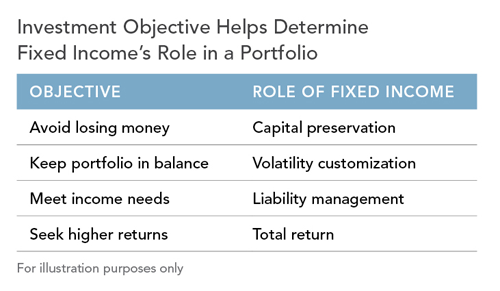 Investment Objective Helps Determine
Fixed Income’s Role in a Portfolio
OBJECTIVE ROLE OF FIXED INCOME
Avoid losing money Capital preservation
Keep portfolio in balance Volatility customization
Meet income needs Liability management
Seek higher returns Total return
For illustration purposes only